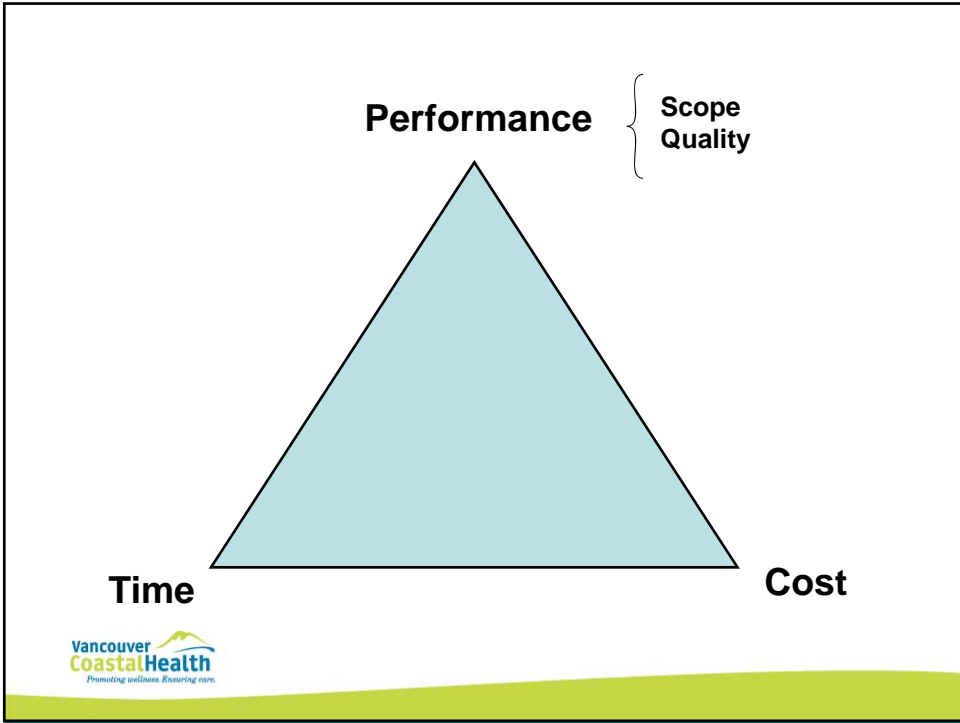 Performance
Scope
Quality
Time
Cost
Vancouver
CoastalHealth
Promoting wellness. Ensuring care.